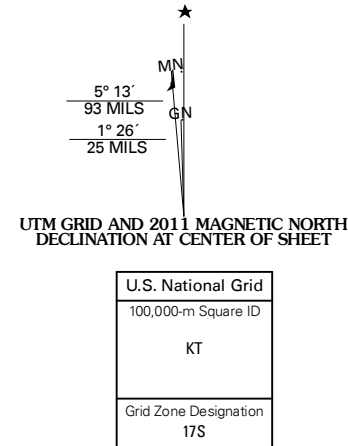 MN
5° 13´
93 MILS
GN
1° 26´
25 MILS
UTM GRID AND 2011 MAGNETIC NORTH
DECLINATION AT CENTER OF SHEET
U.S. National Grid
100,000-m Square ID
KT
Grid Zone Designation
17S